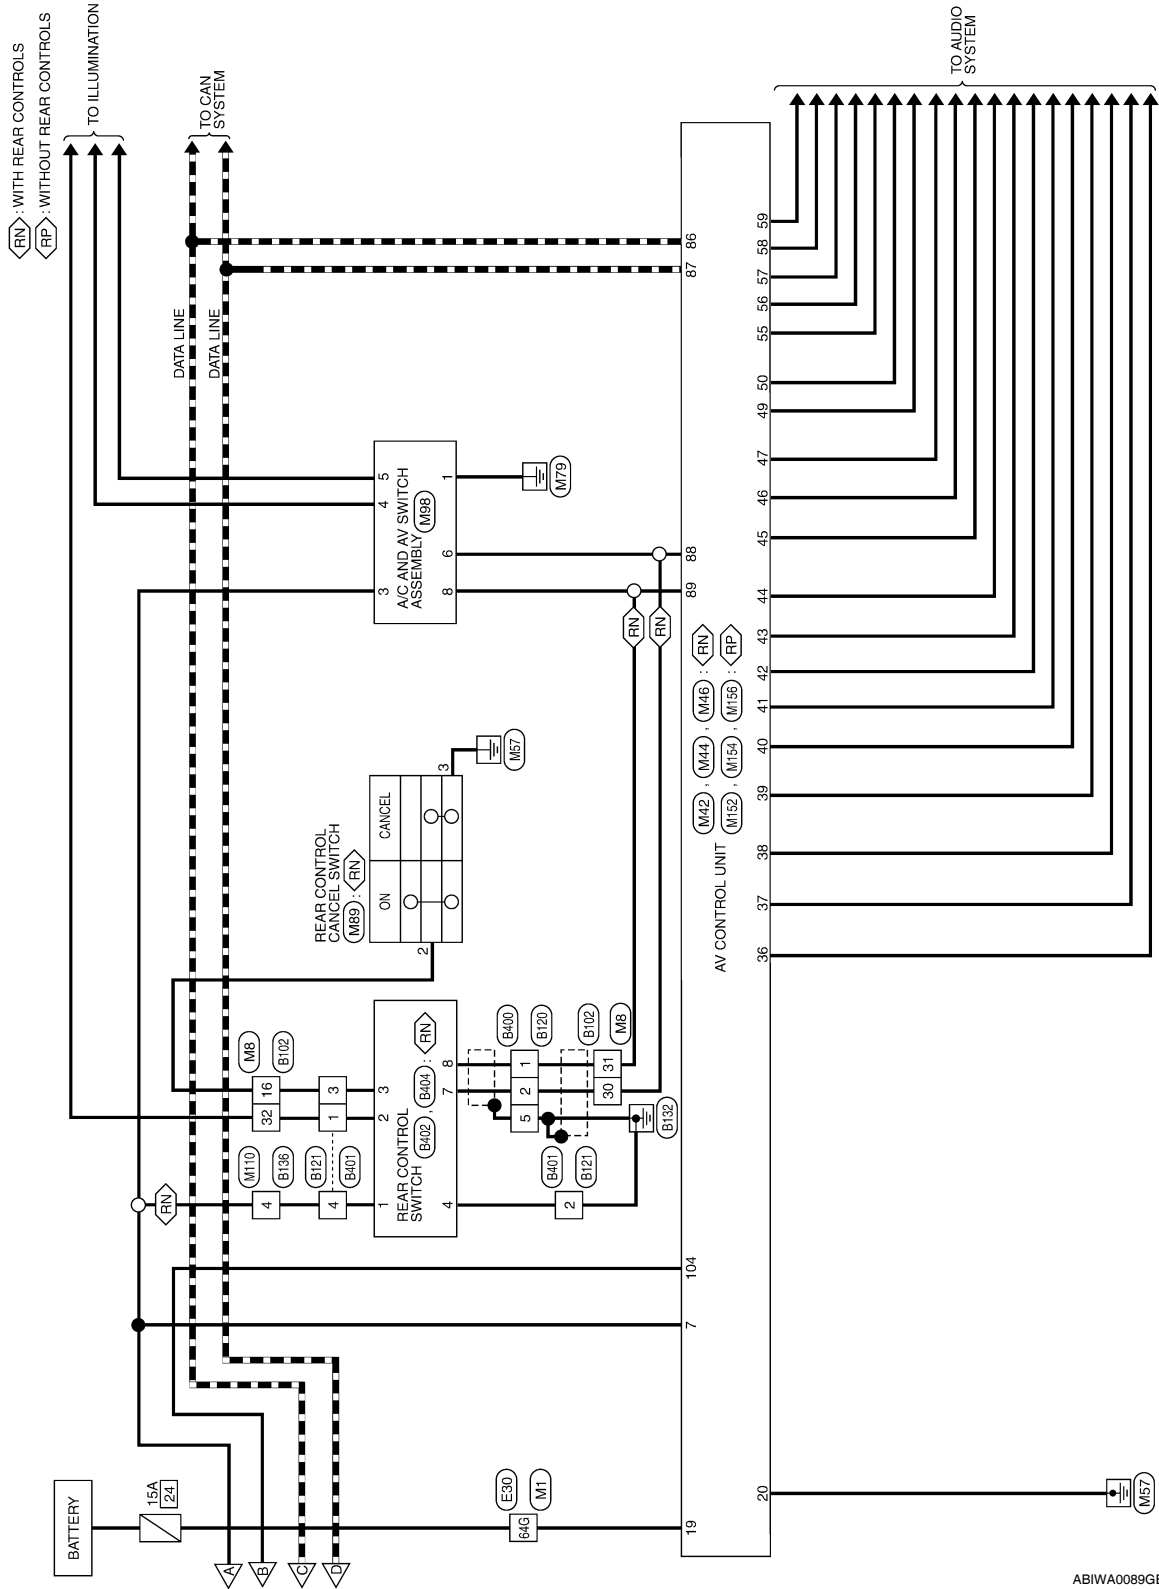 RN : WITH REAR CONTROLS
RP : WITHOUT REAR CONTROLS
TO ILLUMINATION
TO CAN
SYSTEM
TO AUDIO
SYSTEM
DATA LINE
DATA LINE
BATTERY
15A
24
A
B
C
D
E30
M1
64G
19
20
M57
7
104
RN
M110
B136
B121
B401
4
4
M8
B102
32
16
1
3
1
2
3
REAR CONTROL
SWITCH
B402 , B404 : RN
4
7
8
B400
B120
1
2
5
B102
M8
31
30
B401
B121
2
B132
REAR CONTROL
CANCEL SWITCH
M89 : RN
ON
CANCEL
2
3
M57
3
4
5
A/C AND AV SWITCH
ASSEMBLY
M98
8
6
1
M79
RN
RN
89
88
87
86
AV CONTROL UNIT
M42 , M44 , M46 : RN
M152 , M154 , M156 : RP
36
37
38
39
40
41
42
43
44
45
46
47
49
50
55
56
57
58
59